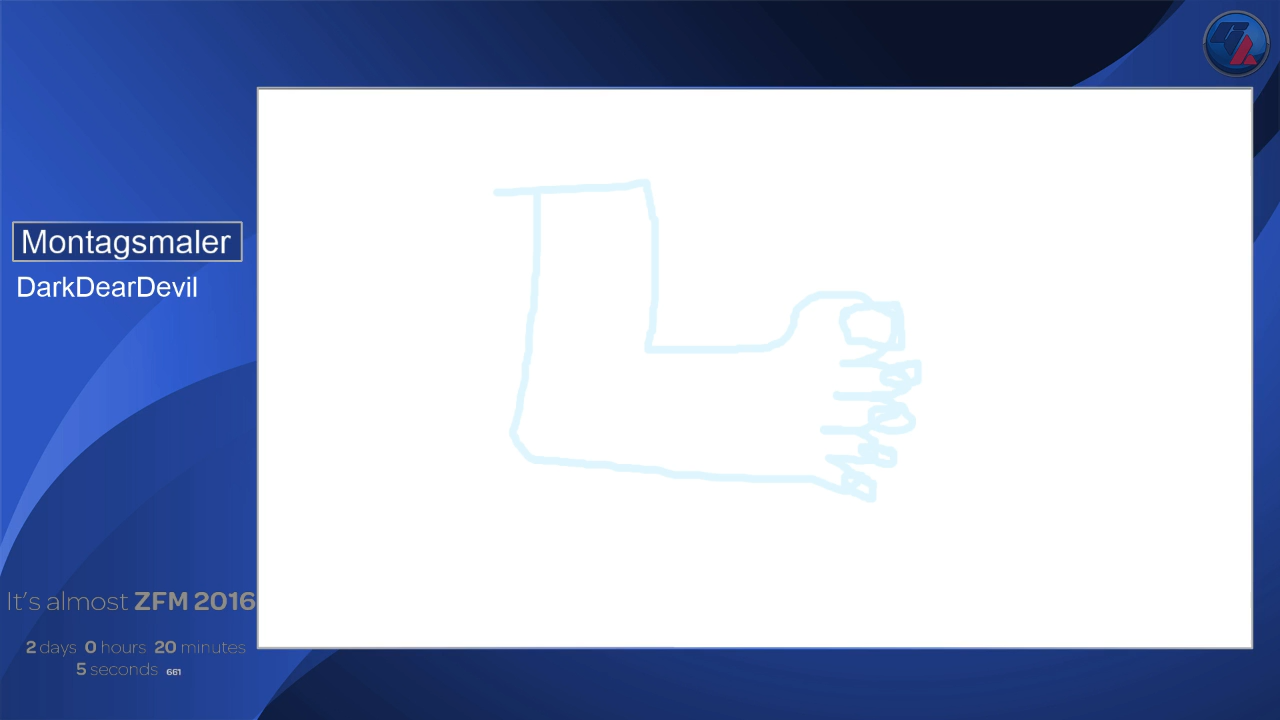 Montagsmaler
DarkDearDevil
It's almost ZFM 2016
2 days 0 hours 20 minutes
5 seconds 661